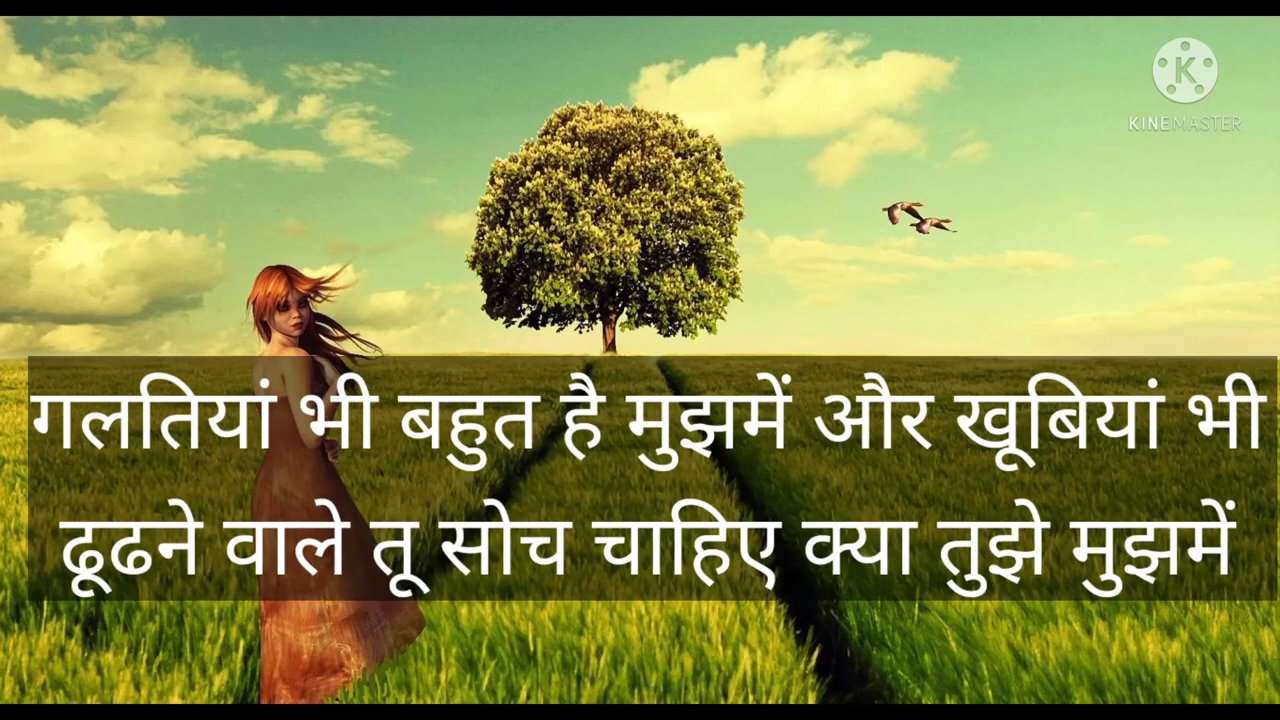 KINEMASTER
गलतियां भी बहुत है मुझमें और खूबियां भी
ढूढने वाले तू सोच चाहिए क्या तुझे मुझमें